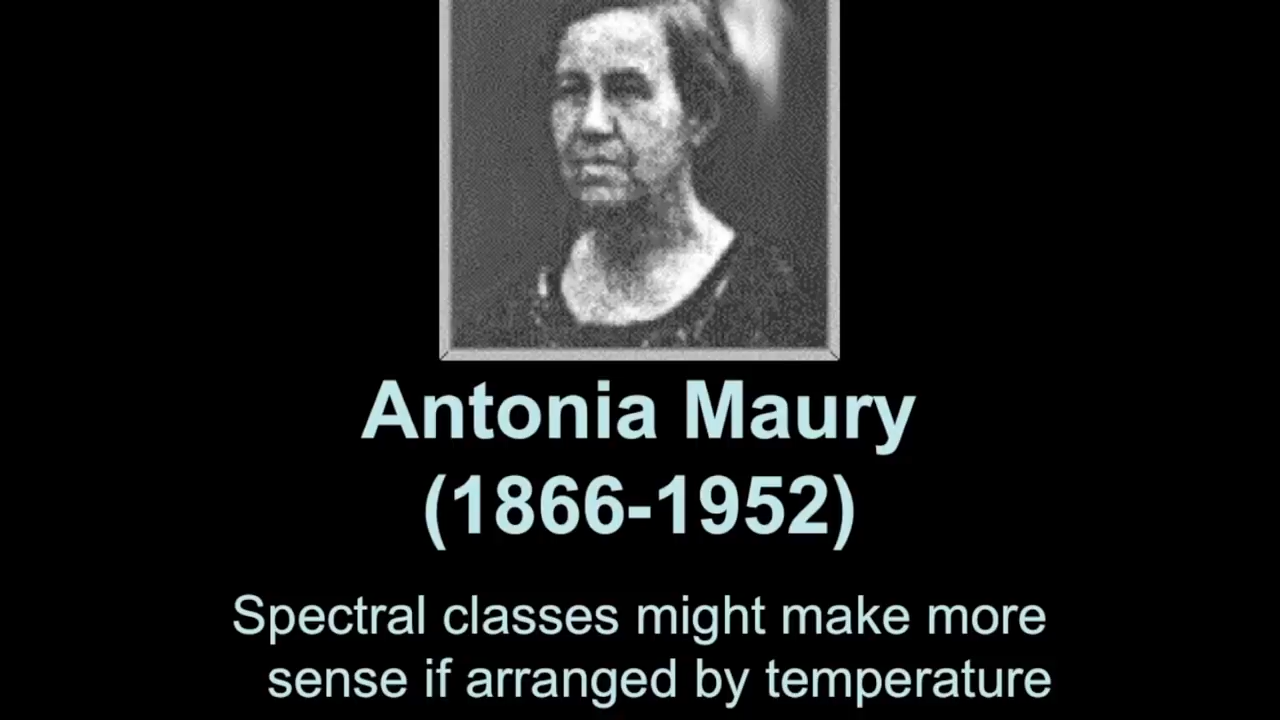 Antonia Maury
(1866-1952)
Spectral classes might make more
sense if arranged by temperature